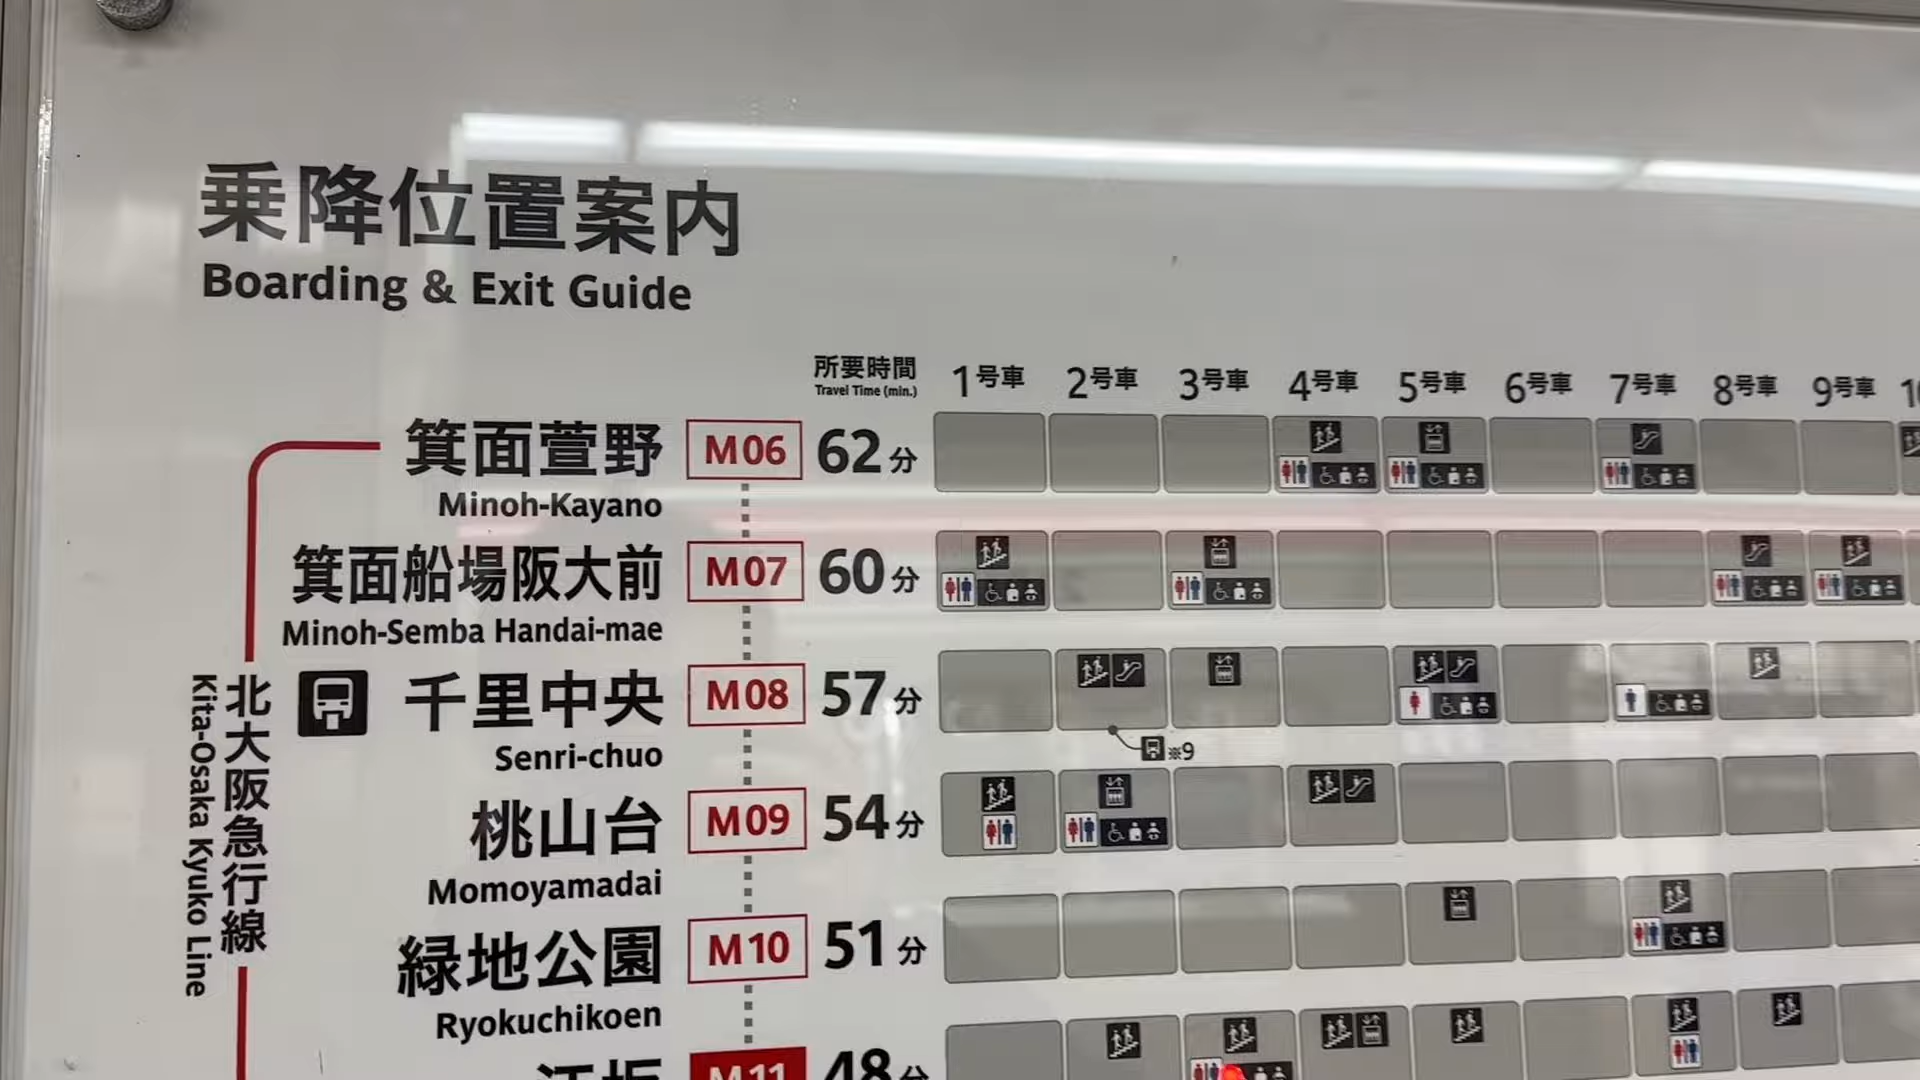 乗降位置案内
Boarding & Exit Guide
所要時間
Travel Time (min.)
1号車 2号車 3号車 4号車 5号車 6号車 7号車 8号車 9号車
箕面萱野 M06 62分
Minoh-Kayano
箕面船場阪大前 M07 60分
Minoh-Semba Handai-mae
千里中央 M08 57分
Senri-chuo
※9
桃山台 M09 54分
Momoyamadai
緑地公園 M10 51分
Ryokuchikoen
M11 48分
北大阪急行線
Kita-Osaka Kyuko Line